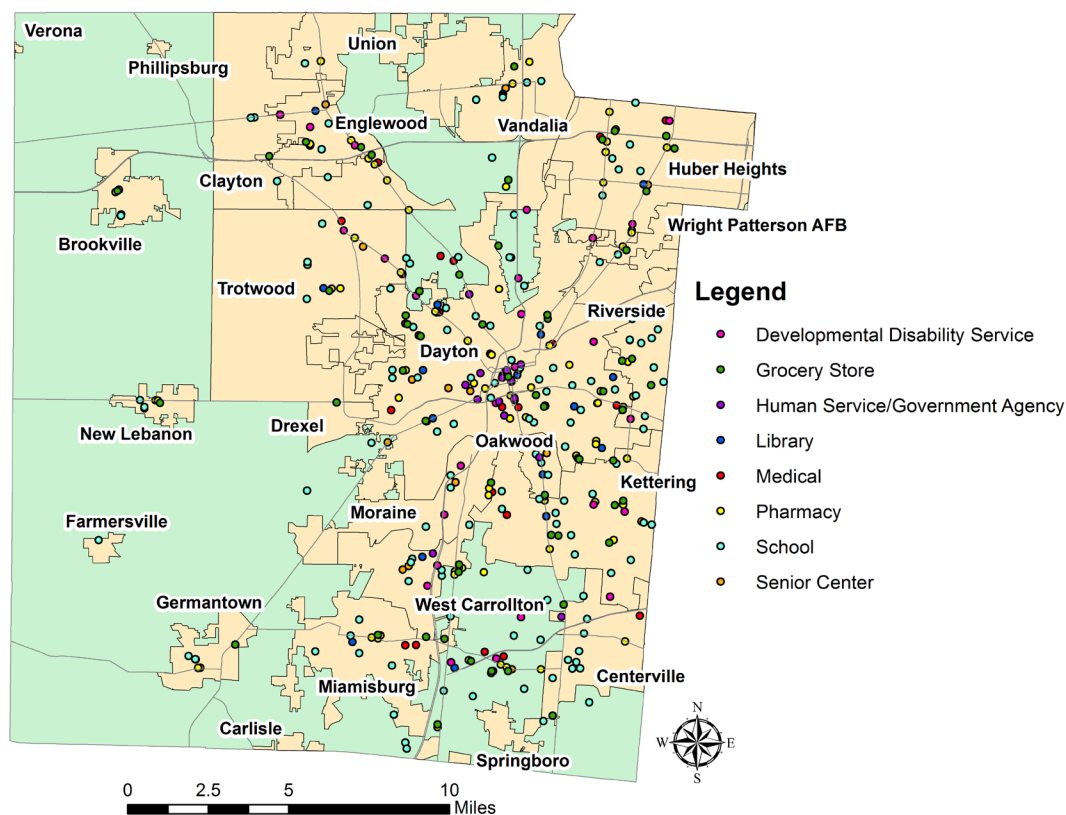 Verona
Union
Phillipsburg
Englewood
Vandalia
Huber Heights
Clayton
Brookville
Wright Patterson AFB
Trotwood
Riverside
Dayton
New Lebanon
Drexel
Oakwood
Kettering
Moraine
Farmersville
Germantown
West Carrollton
Miamisburg
Centerville
Carlisle
Springboro
Legend
Developmental Disability Service
Grocery Store
Human Service/Government Agency
Library
Medical
Pharmacy
School
Senior Center
N
W E
S
0 2.5 5 10
Miles